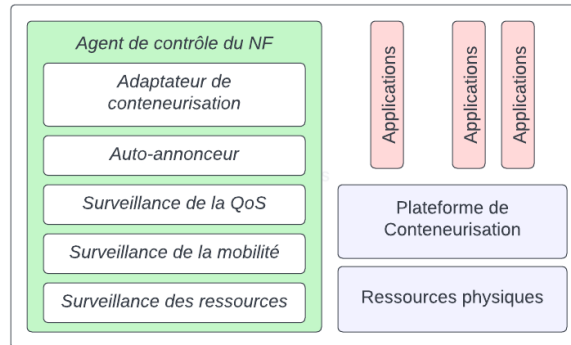 Agent de contrôle du NF
Adaptateur de
conteneurisation
Auto-annonceur
Surveillance de la QoS
Surveillance de la mobilité
Surveillance des ressources
Applications
Applications
Applications
Plateforme de
Conteneurisation
Ressources physiques